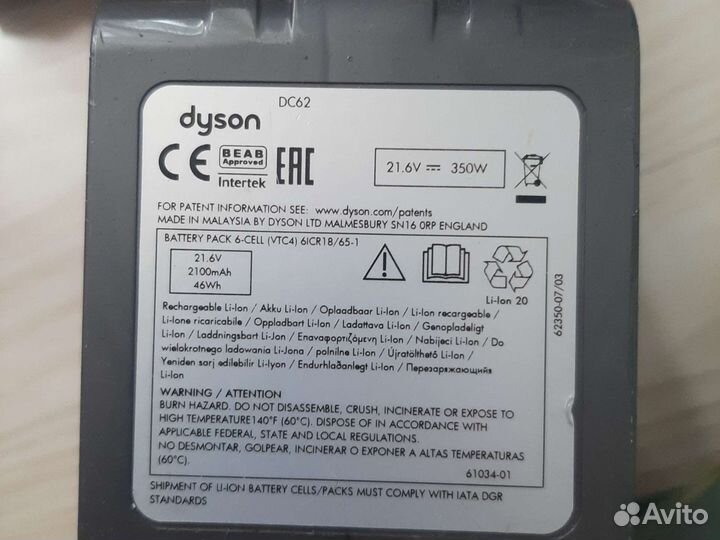 DC62
dyson
CE BEAB Approved Intertek EAC
21.6V ⎓ 350W
FOR PATENT INFORMATION SEE: www.dyson.com/patents
MADE IN MALAYSIA BY DYSON LTD MALMESBURY SN16 0RP ENGLAND
BATTERY PACK 6-CELL (VTC4) 6ICR18/65-1
21.6V
2100mAh
46Wh
Li-Ion 20
Rechargeable Li-Ion / Akku Li-Ion / Oplaadbaar Li-Ion / Li-Ion recargeable /
Li-Ione ricaricabile / Oppladbart Li-Ion / Ladattava Li-Ion / Genopladeligt
Li-Ion / Laddningsbart Li-Ion / Επαναφορτιζόμενη Li-Ion / Nabijeci Li-Ion / Do
wielokrotnego ladowania Li-Jona / polnilne Li-Ion / Újratölthető Li-Ion /
Yeniden sarj edilebilir Li-Iyon / Endurhlaðanlegt Li-Ion / Перезаряжающийся
Li-Ion
WARNING / ATTENTION
BURN HAZARD. DO NOT DISASSEMBLE, CRUSH, INCINERATE OR EXPOSE TO
HIGH TEMPERATURE140°F (60°C). DISPOSE OF IN ACCORDANCE WITH
APPLICABLE FEDERAL, STATE AND LOCAL REGULATIONS.
NO DESMONTAR, GOLPEAR, INCINERAR O EXPONER A ALTAS TEMPERATURAS
(60°C).
61034-01
62350-07/03
SHIPMENT OF LI-ION BATTERY CELLS/PACKS MUST COMPLY WITH IATA DGR
STANDARDS
Avito